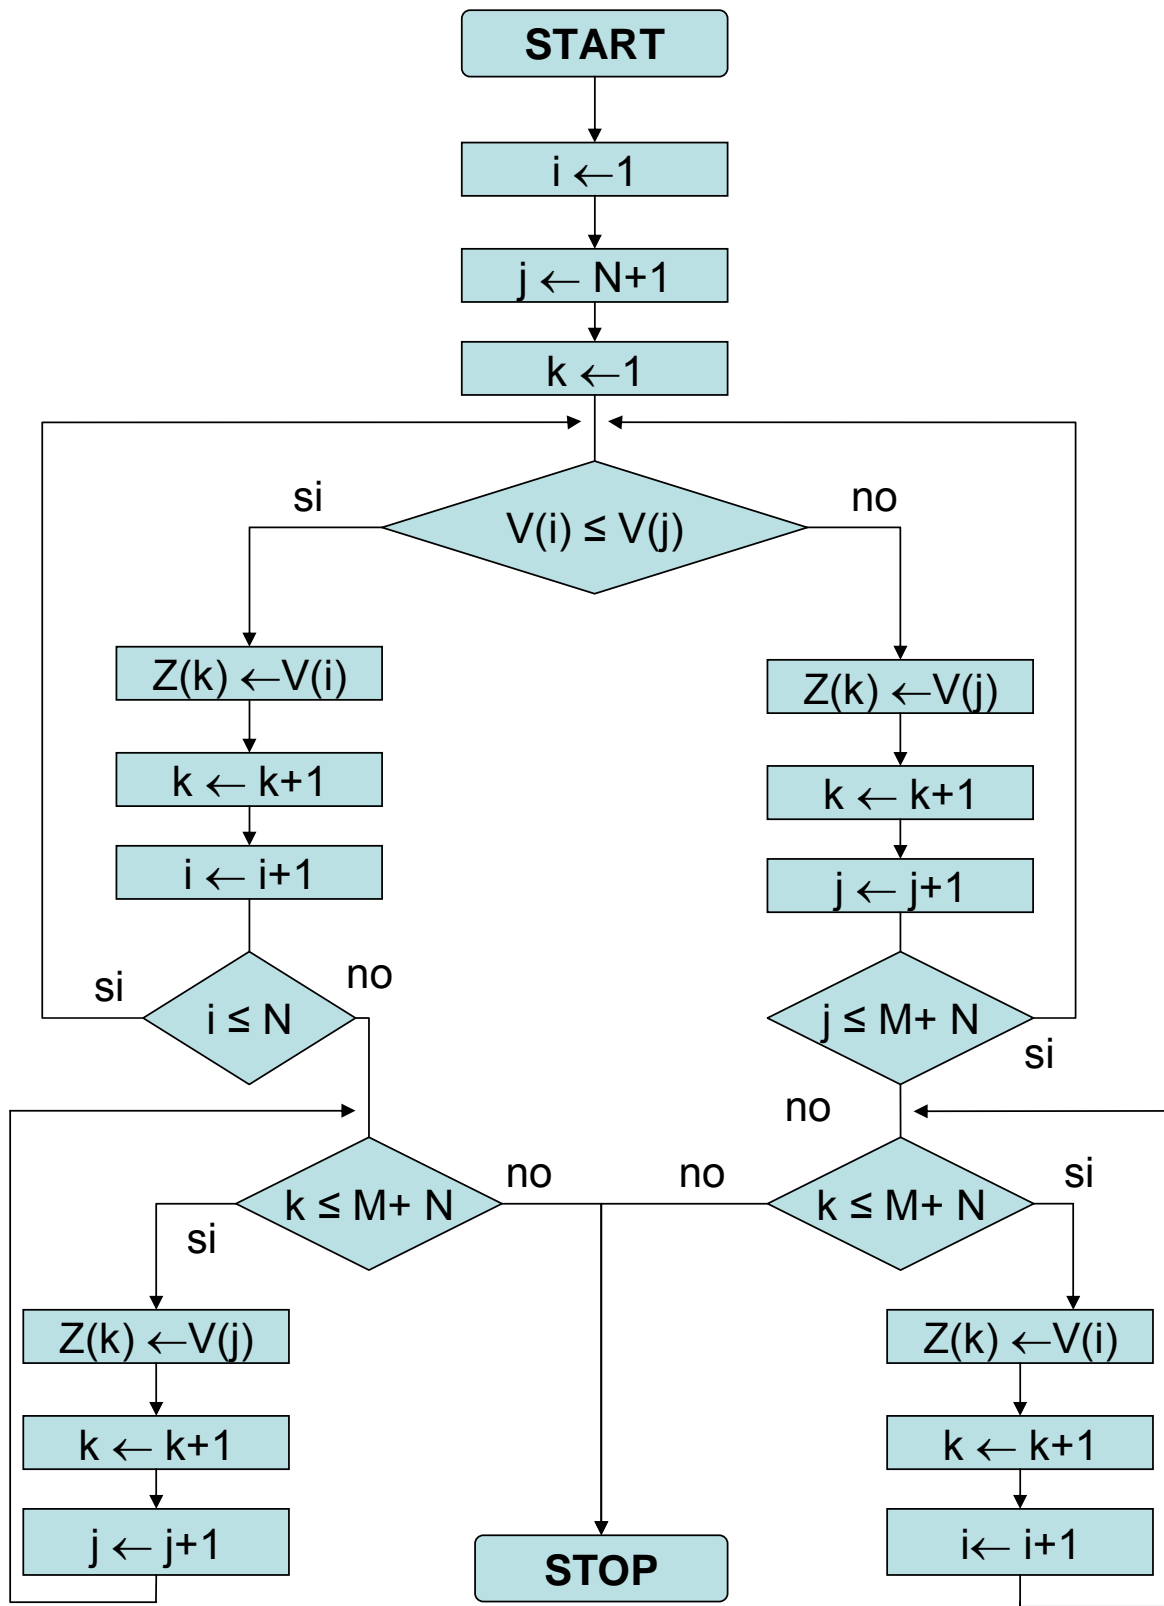 START
i ←1
j ← N+1
k ←1
si
no
V(i) ≤ V(j)
Z(k) ←V(i)
k ← k+1
i ← i+1
si
no
i ≤ N
Z(k) ←V(j)
k ← k+1
j ← j+1
j ≤ M+ N
si
no
k ≤ M+ N
no
si
Z(k) ←V(j)
k ← k+1
j ← j+1
no
k ≤ M+ N
si
Z(k) ←V(i)
k ← k+1
i← i+1
STOP